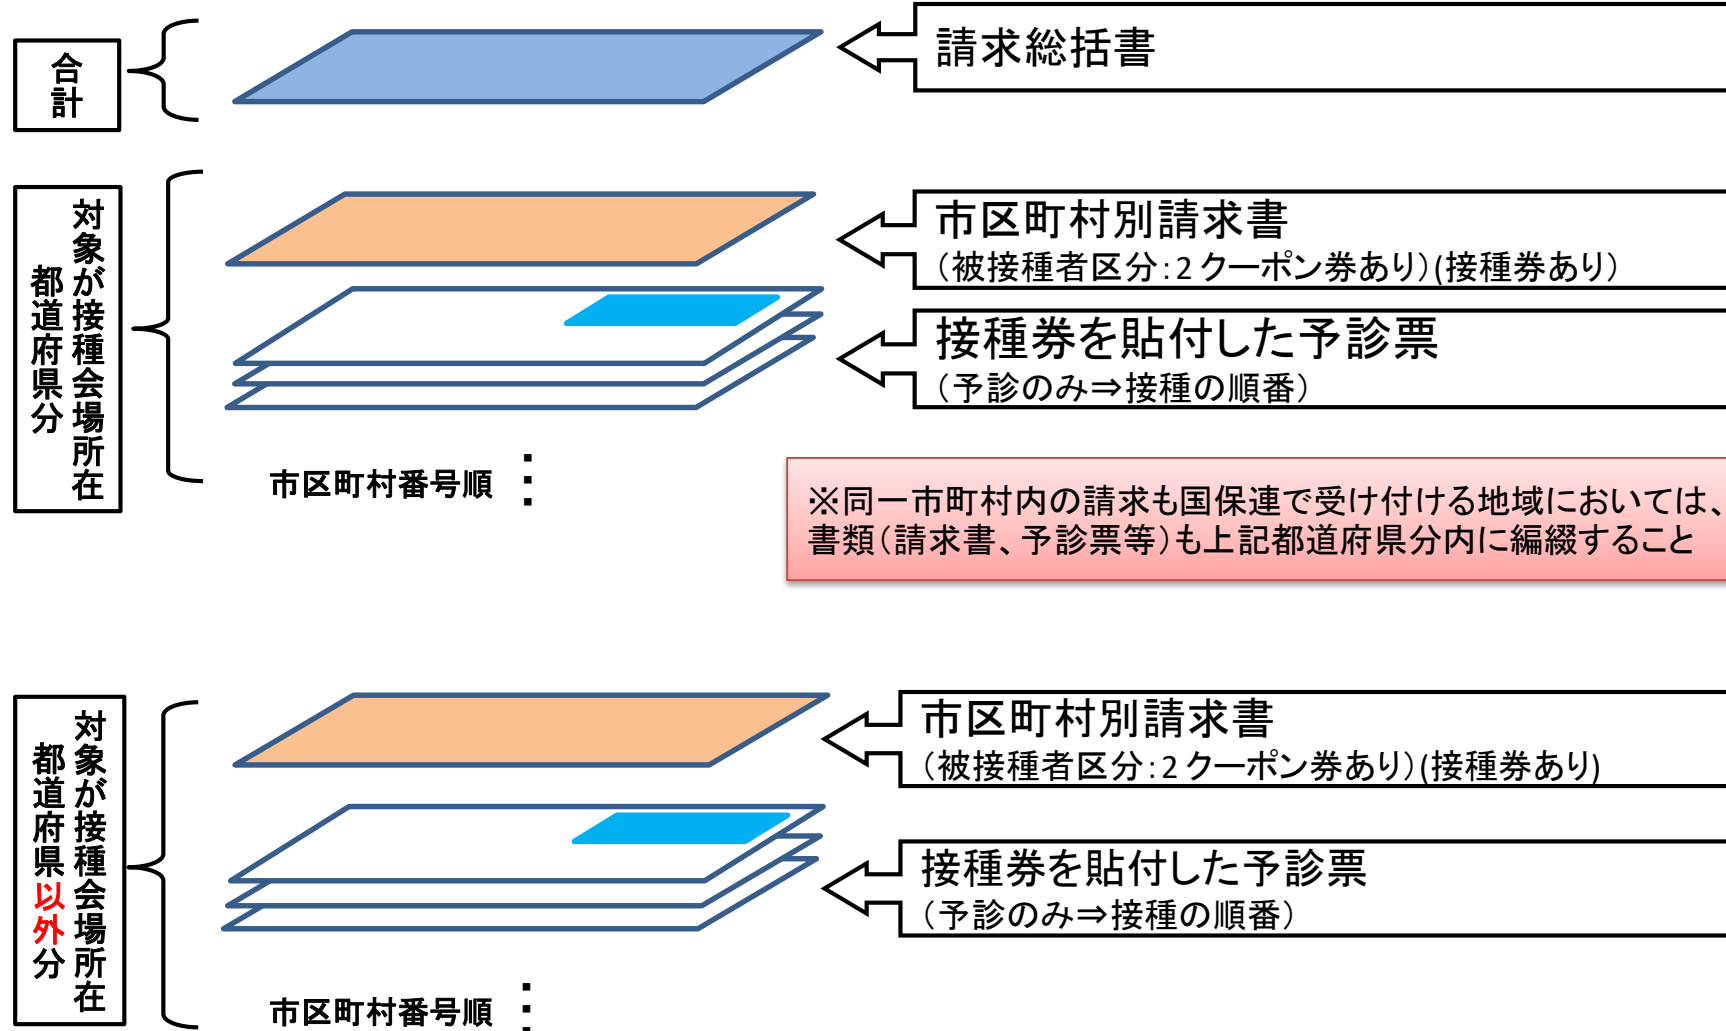 合計
請求総括書
対象が接種会場所在
都道府県分
市区町村別請求書
（被接種者区分：2 クーポン券あり）(接種券あり）
接種券を貼付した予診票
（予診のみ⇒接種の順番）
市区町村番号順
※同一市町村内の請求も国保連で受け付ける地域においては、
書類（請求書、予診票等）も上記都道府県分内に編綴すること
対象が接種会場所在
都道府県以外分
市区町村別請求書
（被接種者区分：2 クーポン券あり）(接種券あり)
接種券を貼付した予診票
（予診のみ⇒接種の順番）
市区町村番号順